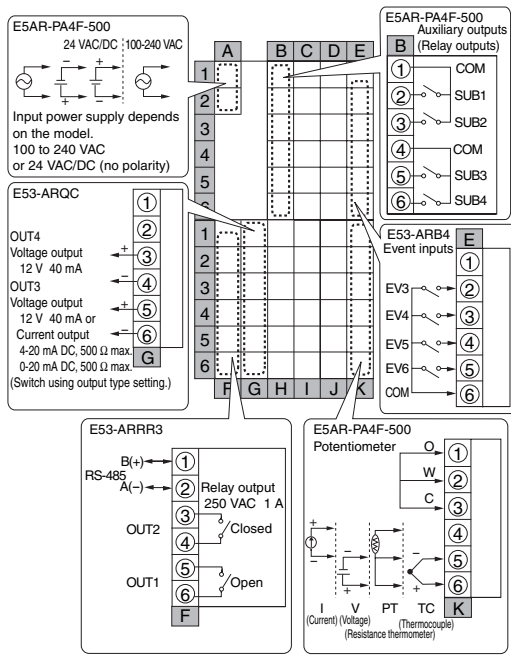 E5AR-PA4F-500
24 VAC/DC
100-240 VAC
+
−
+
−
+
−
Input power supply depends
on the model.
100 to 240 VAC
or 24 VAC/DC (no polarity)
A
B
C
D
E
1
2
3
4
5
6
1
2
3
4
5
6
F
G
H
I
J
K
E5AR-PA4F-500
Auxiliary outputs
(Relay outputs)
B
1
COM
2
SUB1
3
SUB2
4
COM
5
SUB3
6
SUB4
E53-ARQC
1
2
3
4
5
6
G
OUT4
Voltage output
+
12 V 40 mA
−
OUT3
Voltage output
+
12 V 40 mA or
Current output
−
4-20 mA DC, 500 Ω max.
0-20 mA DC, 500 Ω max.
(Switch using output type setting.)
E53-ARB4
Event inputs
E
1
EV3
2
EV4
3
EV5
4
EV6
5
COM
6
E53-ARRR3
B(+)
1
RS-485
A(−)
2
Relay output
250 VAC 1 A
3
OUT2
Closed
4
5
OUT1
Open
6
F
E5AR-PA4F-500
Potentiometer
O
1
W
2
C
3
4
5
6
K
+
−
−
+
−
+
I
V
PT
TC
(Current)
(Voltage)
(Thermocouple)
(Resistance thermometer)